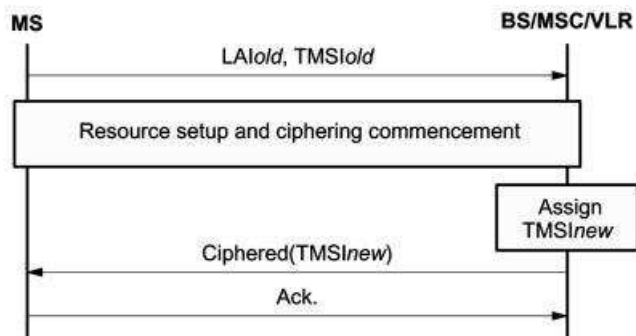 MS
BS/MSC/VLR
LAIold, TMSIold
Resource setup and ciphering commencement
Assign
TMSInew
Ciphered(TMSInew)
Ack.